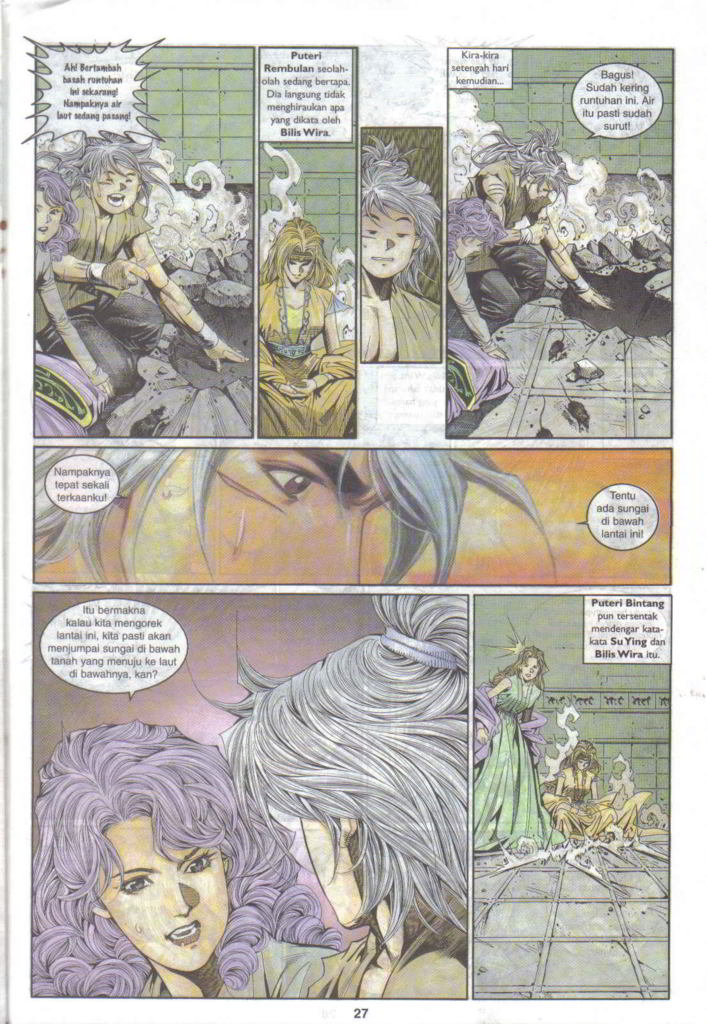 Ah! Bertambah
basah runtuhan
ini sekarang!
Nampaknya air
laut sedang pasang!
Puteri
Rembulan seolah-
olah sedang bertapa.
Dia langsung tidak
menghiraukan apa
yang dikata oleh
Bilis Wira.
Kira-kira
setengah hari
kemudian...
Bagus!
Sudah kering
runtuhan ini. Air
itu pasti sudah
surut!
Nampaknya
tepat sekali
terkaanku!
Tentu
ada sungai
di bawah
lantai ini!
Itu bermakna
kalau kita mengorek
lantai ini, kita pasti akan
menjumpai sungai di bawah
tanah yang menuju ke laut
di bawahnya, kan?
Puteri Bintang
pun tersentak
mendengar kata-
kata Su Ying dan
Bilis Wira itu.
27